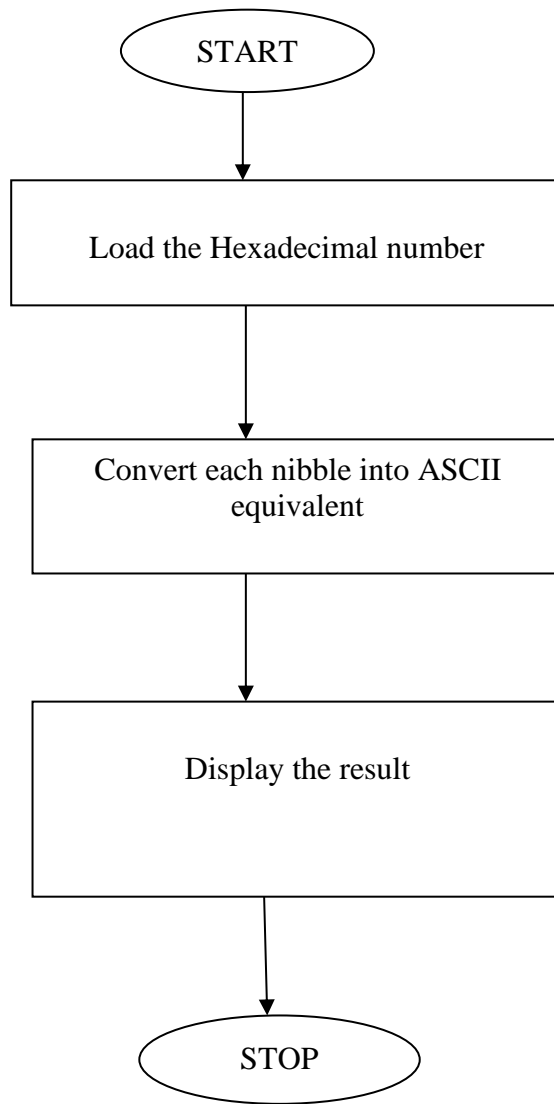 START
Load the Hexadecimal number
Convert each nibble into ASCII
equivalent
Display the result
STOP